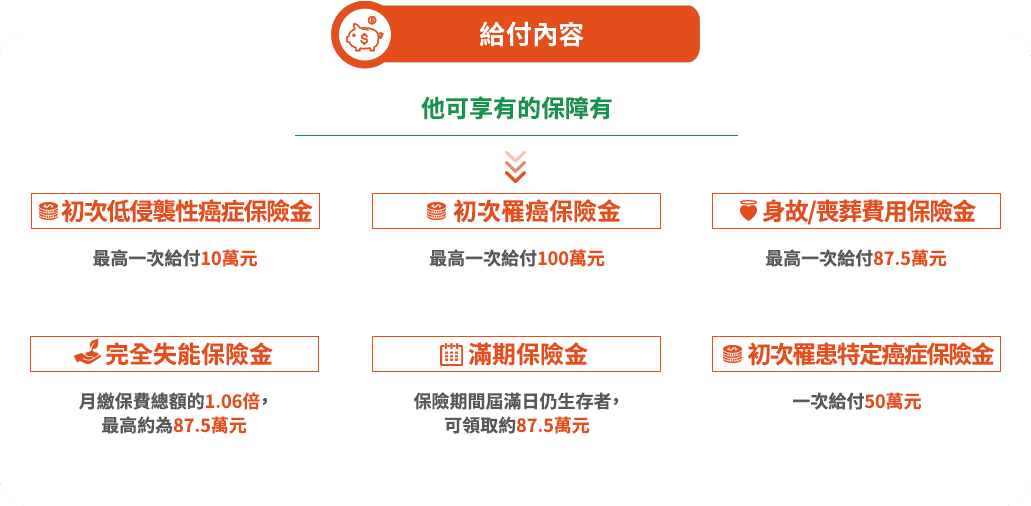 給付內容
他可享有的保障有
初次低侵襲性癌症保險金
最高一次給付10萬元
初次罹癌保險金
最高一次給付100萬元
身故/喪葬費用保險金
最高一次給付87.5萬元
完全失能保險金
月繳保費總額的1.06倍，
最高約為87.5萬元
滿期保險金
保險期間屆滿日仍生存者，
可領取約87.5萬元
初次罹患特定癌症保險金
一次給付50萬元